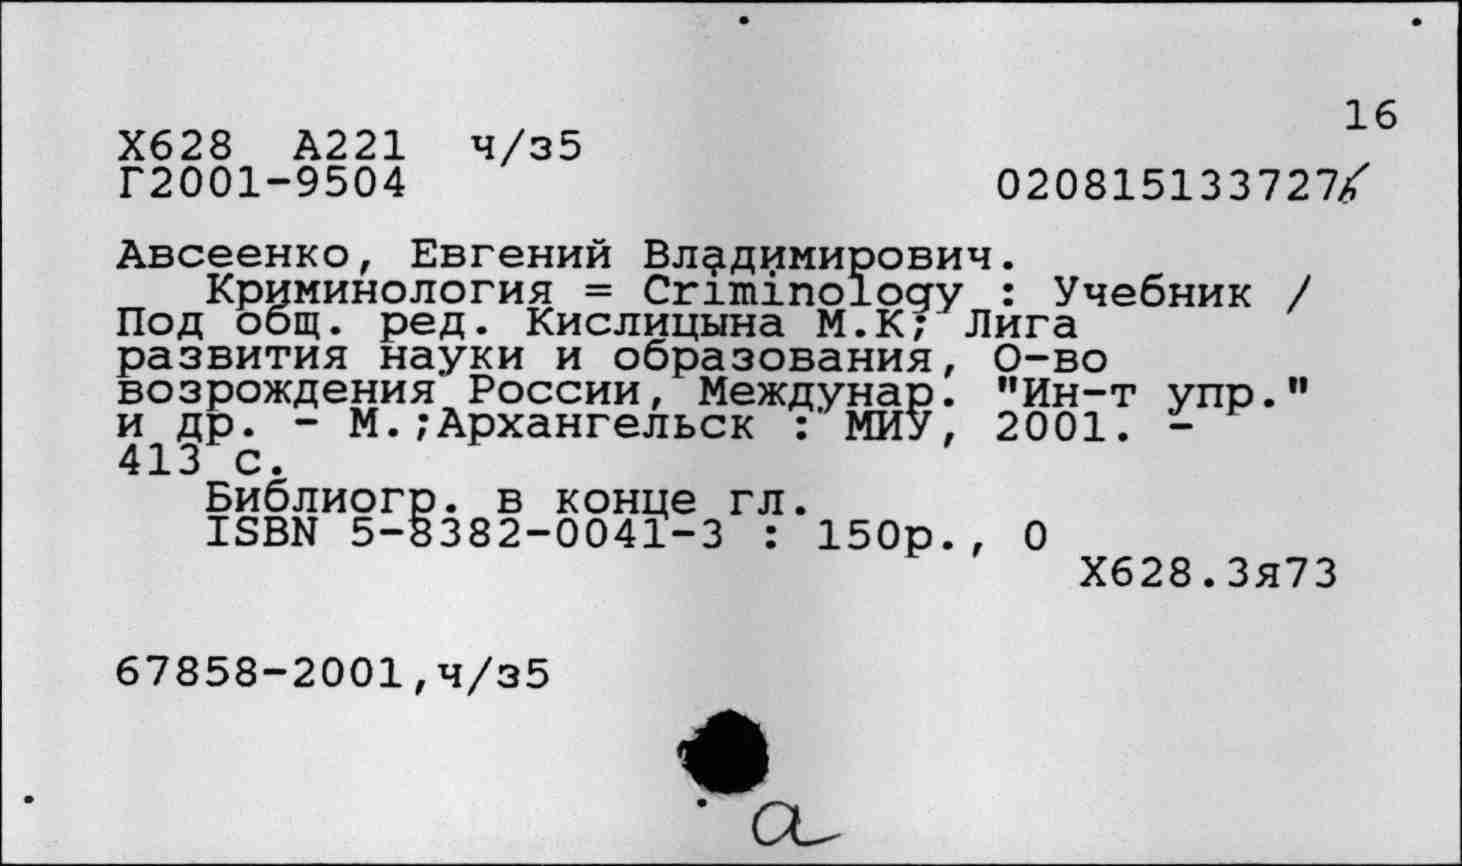 16
Х628 А221 ч/з5
Г2001-9504 020815133727
Авсеенко, Евгений Владимирович.
Криминология = Criminology : Учебник /
Под общ. ред. Кислицына М.К; Лига
развития науки и образования, О-во
возрождения России, Междунар. "Ин-т упр."
и др. - М.;Архангельск : МИУ, 2001. -
413 с.
Библиогр. в конце гл.
ISBN 5-8382-0041-3 : 150р., 0
Х628.3я73
67858-2001,ч/з5
а